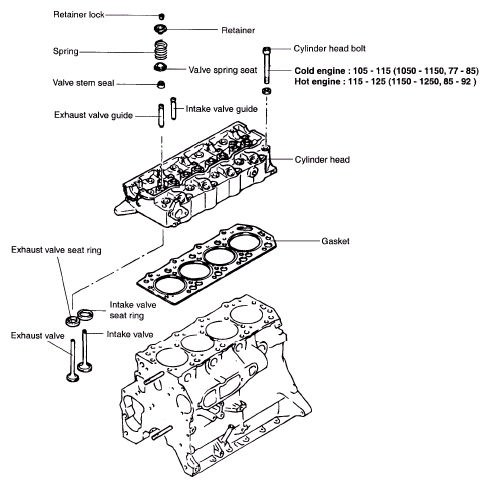 Retainer lock
Retainer
Spring
Cylinder head bolt
Valve spring seat
Cold engine : 105 - 115 (1050 - 1150, 77 - 85)
Hot engine : 115 - 125 (1150 - 1250, 85 - 92 )
Valve stem seal
Exhaust valve guide
Intake valve guide
Cylinder head
Gasket
Exhaust valve seat ring
Intake valve
seat ring
Exhaust valve
Intake valve